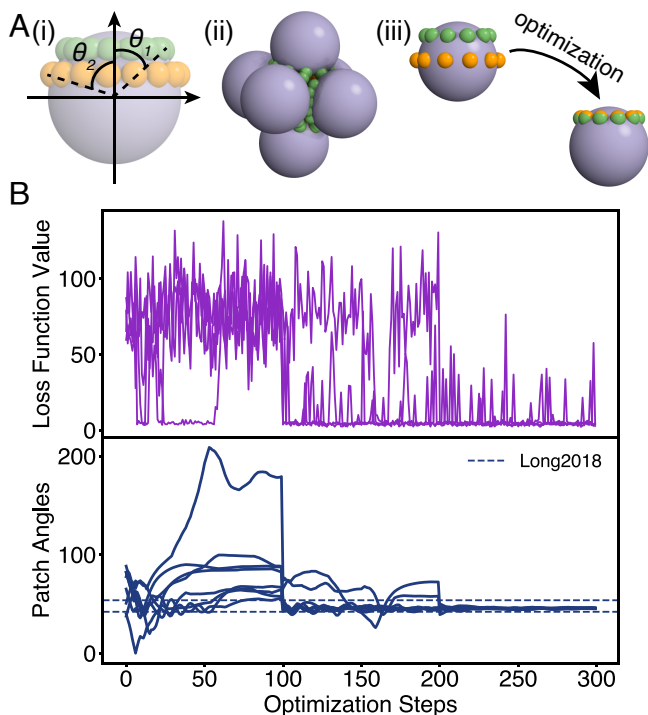 A
(i)
(ii)
(iii)
θ2
θ1
optimization
B
Loss Function Value
100
50
0
Patch Angles
200
100
0
Long2018
0
50
100
150
200
250
300
Optimization Steps